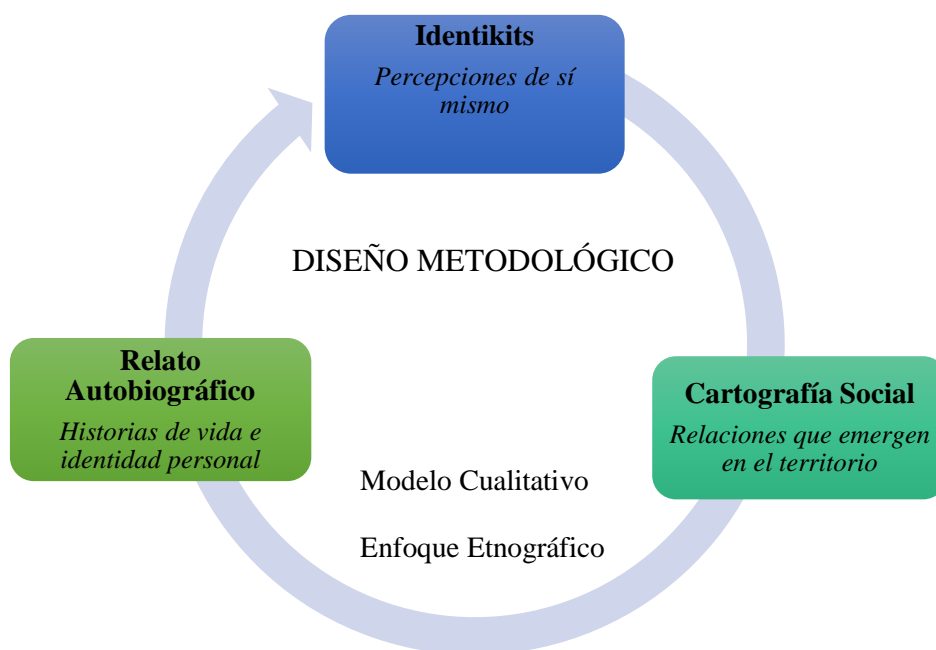 Identikits
Percepciones de sí
mismo
DISEÑO METODOLÓGICO
Relato
Autobiográfico
Historias de vida e
identidad personal
Cartografía Social
Relaciones que emergen
en el territorio
Modelo Cualitativo
Enfoque Etnográfico